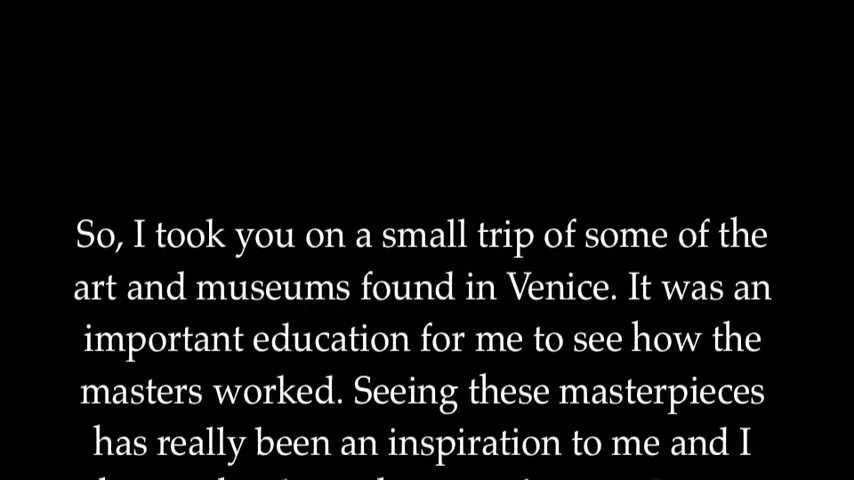 So, I took you on a small trip of some of the
art and museums found in Venice. It was an
important education for me to see how the
masters worked. Seeing these masterpieces
has really been an inspiration to me and I